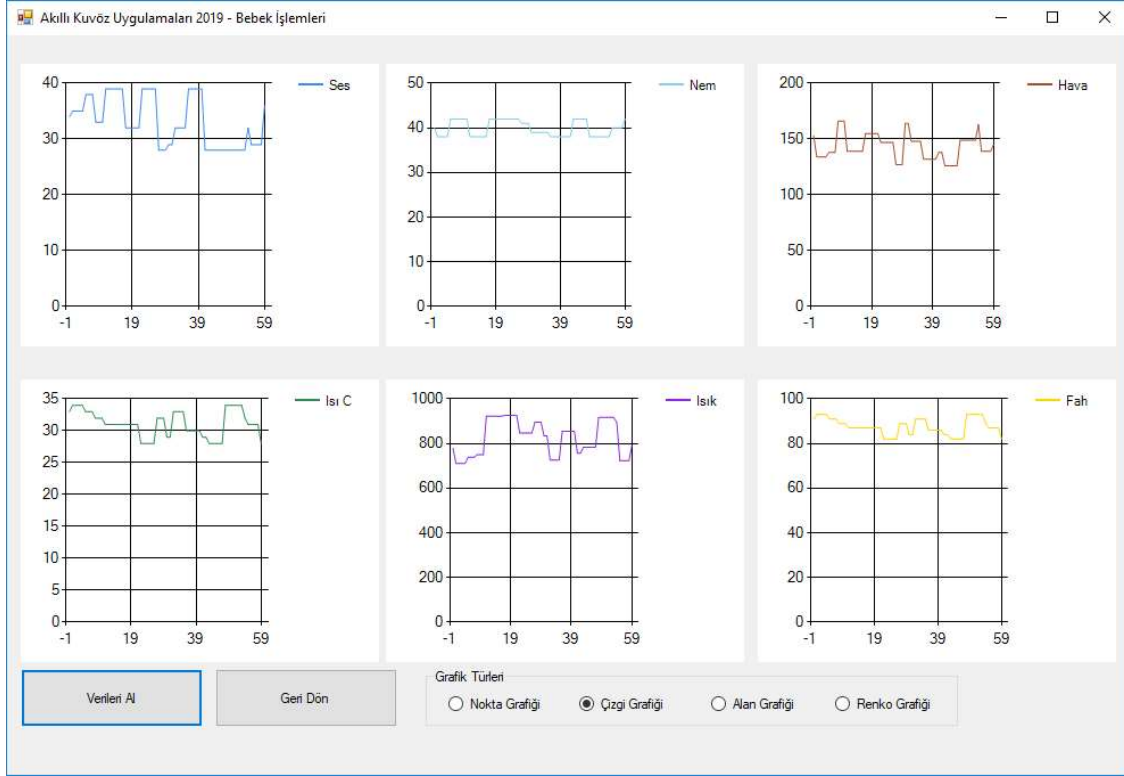 Akıllı Kuvöz Uygulamaları 2019 - Bebek İşlemleri
40
30
20
10
0
-1 19 39 59
Ses
50
40
30
20
10
0
-1 19 39 59
Nem
200
150
100
50
0
-1 19 39 59
Hava
35
30
25
20
15
10
5
0
-1 19 39 59
Isı C
1000
800
600
400
200
0
-1 19 39 59
Isık
100
80
60
40
20
0
-1 19 39 59
Fah
Verileri Al
Geri Dön
Grafik Türleri
Nokta Grafiği Çizgi Grafiği Alan Grafiği Renko Grafiği